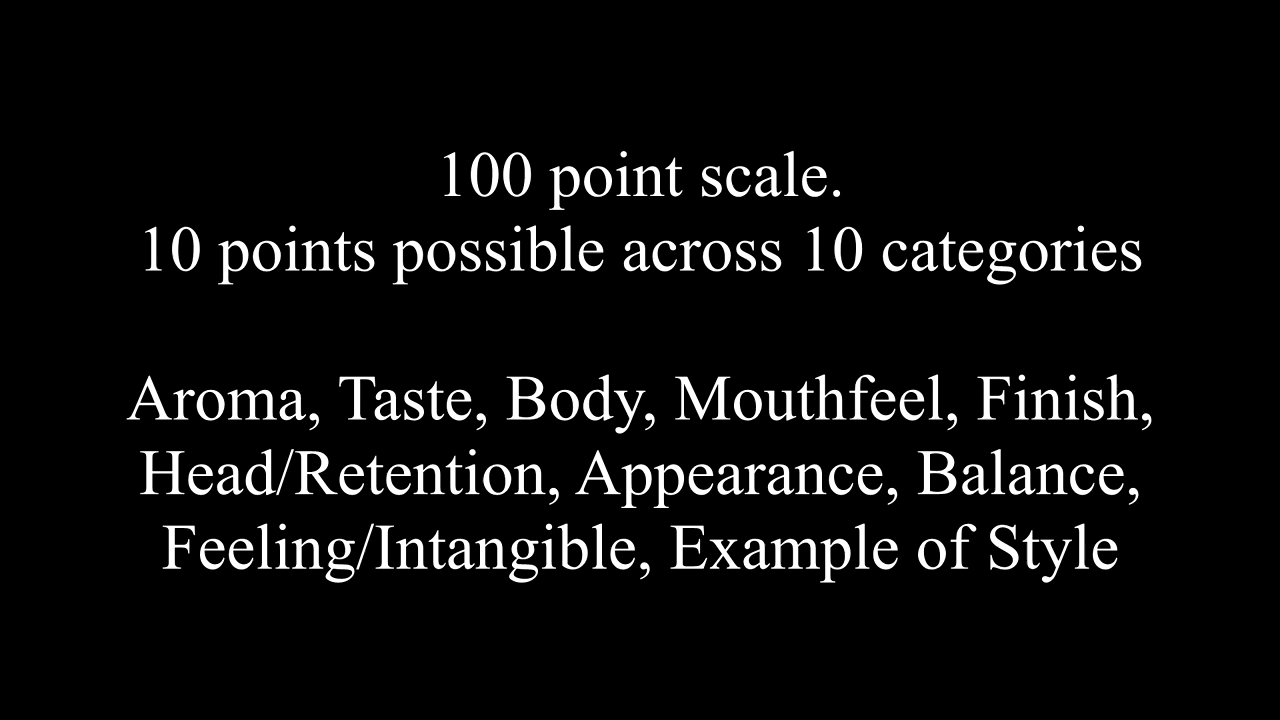 100 point scale.
10 points possible across 10 categories
Aroma, Taste, Body, Mouthfeel, Finish,
Head/Retention, Appearance, Balance,
Feeling/Intangible, Example of Style